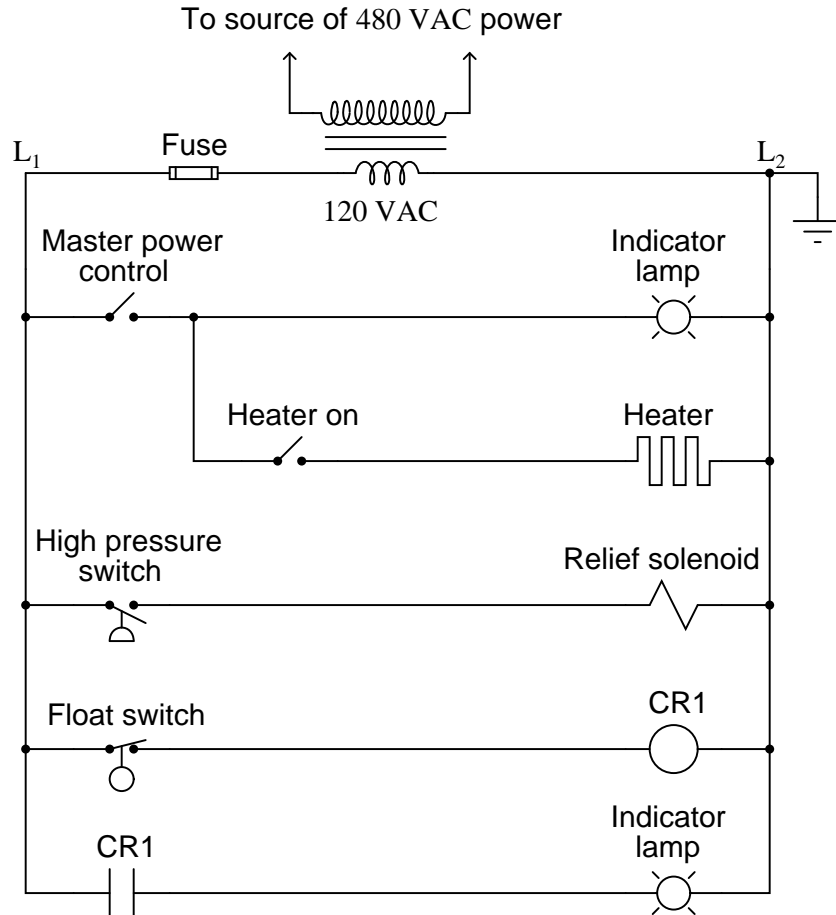 To source of 480 VAC power
Fuse
L1
L2
120 VAC
Master power
control
Indicator
lamp
Heater on
Heater
High pressure
switch
Relief solenoid
Float switch
CR1
CR1
Indicator
lamp